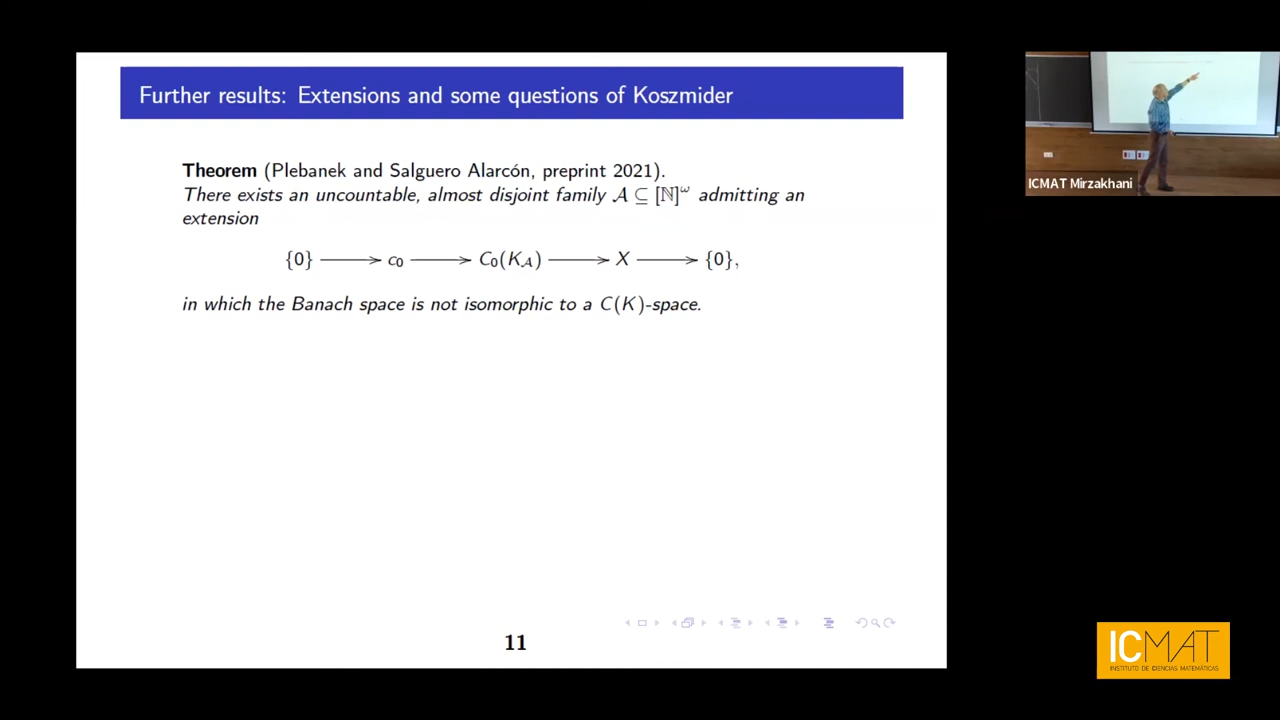 Further results: Extensions and some questions of Koszmider
Theorem (Plebanek and Salguero Alarcón, preprint 2021).
There exists an uncountable, almost disjoint family 𝒜 ⊆ [ℕ]^ω admitting an
extension
{0} ⟶ c₀ ⟶ C₀(K_𝒜) ⟶ X ⟶ {0},
in which the Banach space is not isomorphic to a C(K)-space.
11
ICMAT Mirzakhani
ICMAT
INSTITUTO DE CIENCIAS MATEMÁTICAS